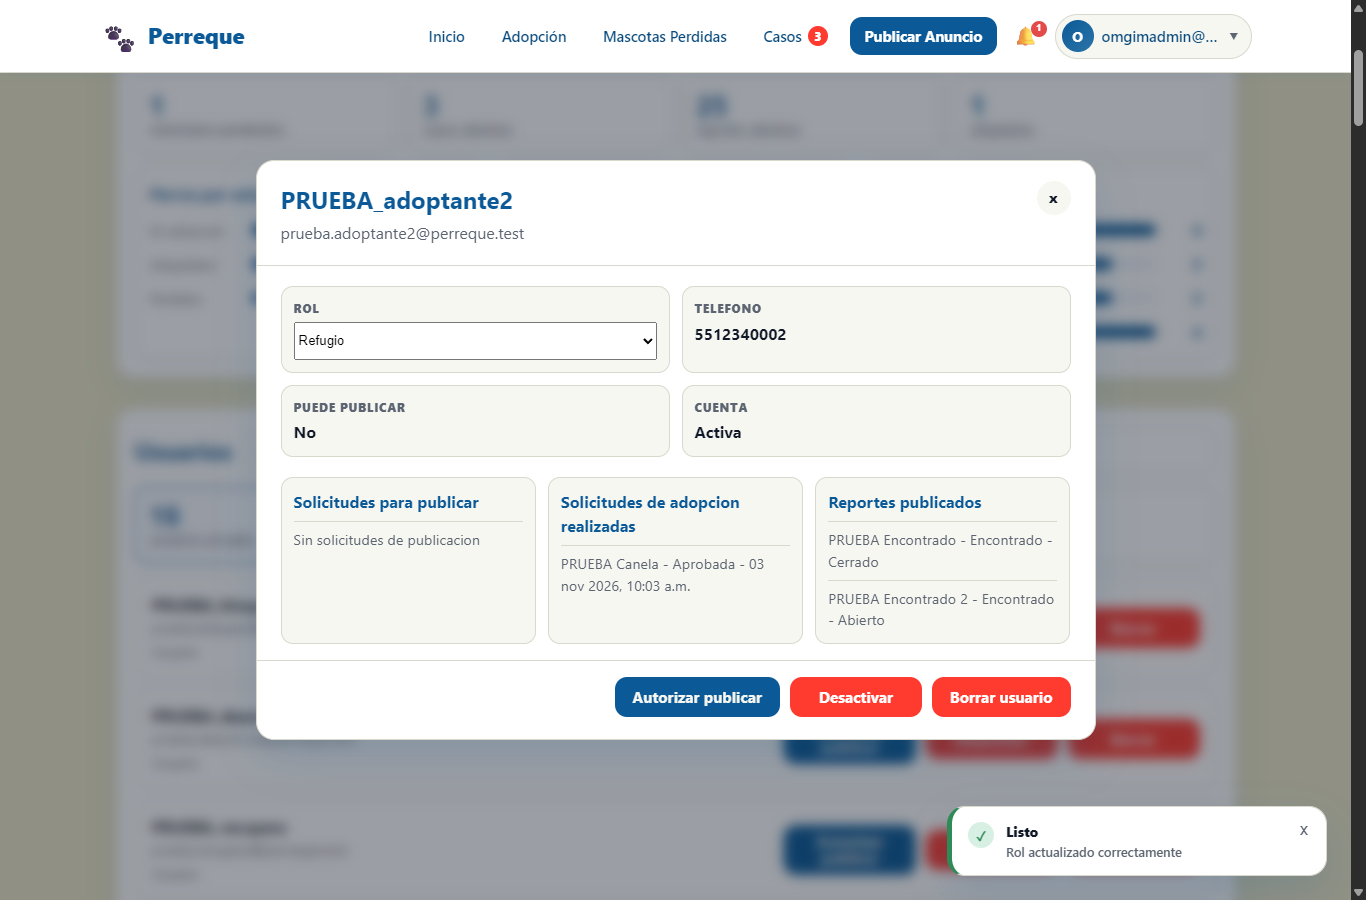 Perreque
Inicio
Adopción
Mascotas Perdidas
Casos 3
Publicar Anuncio
1
O omgimadmin@... ▼
PRUEBA_adoptante2
x
prueba.adoptante2@perreque.test
ROL
Refugio
TELEFONO
5512340002
PUEDE PUBLICAR
No
CUENTA
Activa
Solicitudes para publicar
Sin solicitudes de publicacion
Solicitudes de adopcion
realizadas
PRUEBA Canela - Aprobada - 03
nov 2026, 10:03 a.m.
Reportes publicados
PRUEBA Encontrado - Encontrado -
Cerrado
PRUEBA Encontrado 2 - Encontrado
- Abierto
Autorizar publicar
Desactivar
Borrar usuario
Usuarios
Listo
X
Rol actualizado correctamente